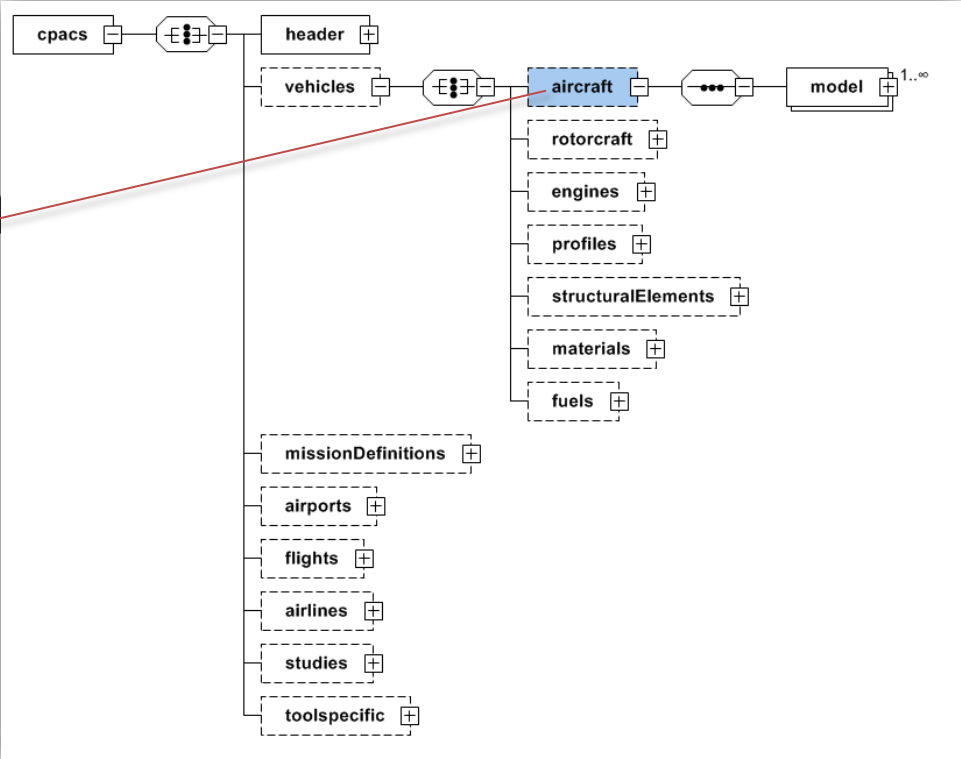 cpacs
header
vehicles
aircraft
model
1..∞
rotorcraft
engines
profiles
structuralElements
materials
fuels
missionDefinitions
airports
flights
airlines
studies
toolspecific